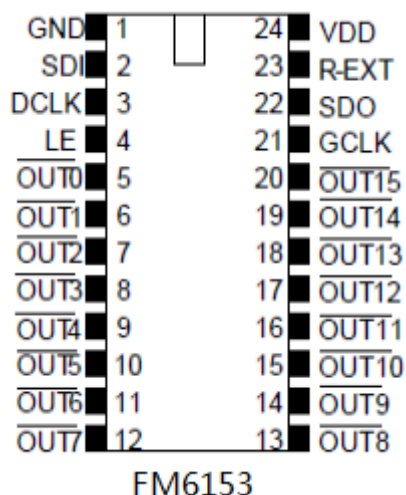 GND 1 24 VDD
SDI 2 23 R-EXT
DCLK 3 22 SDO
LE 4 21 GCLK
OUT0 5 20 OUT15
OUT1 6 19 OUT14
OUT2 7 18 OUT13
OUT3 8 17 OUT12
OUT4 9 16 OUT11
OUT5 10 15 OUT10
OUT6 11 14 OUT9
OUT7 12 13 OUT8
FM6153